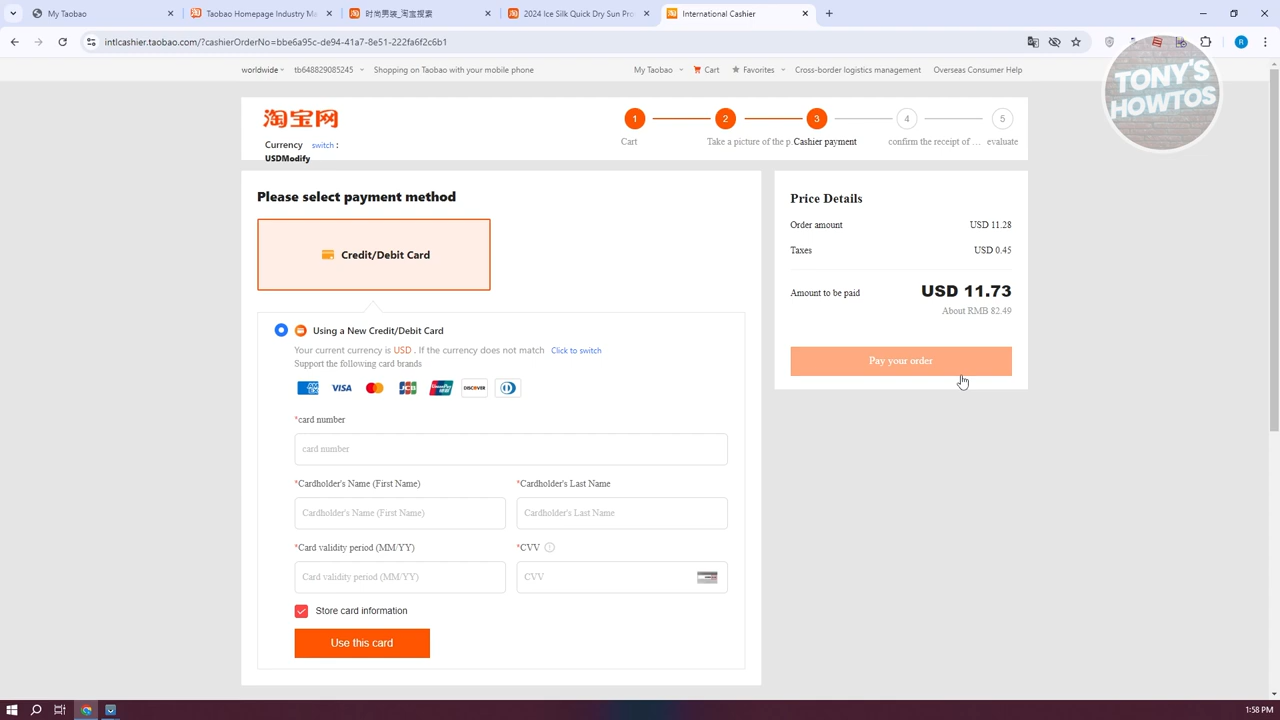 My Taobao
Taobao Homepage Industry Ma
时尚男装_淘宝搜索
2024 Ice Silk Quick Dry Sun Pro
International Cashier
intlcashier.taobao.com/?cashierOrderNo=bbe6a95c-de94-41a7-8e51-222fa6f2c6b1
R
worldwide
tb648829085245
Shopping on Taobao with your mobile phone
My Taobao
Cart
Favorites
Cross-border logistics management
Overseas Consumer Help
TONY'S
HOWTOS
淘宝网
1
2
3
4
5
Cart
Take a picture of the p..
Cashier payment
confirm the receipt of …
evaluate
Currency switch :
USDModify
Please select payment method
Credit/Debit Card
Using a New Credit/Debit Card
Your current currency is USD . If the currency does not match Click to switch
Support the following card brands
VISA
JCB
DISCOVER
*card number
card number
*Cardholder's Name (First Name)
*Cardholder's Last Name
Cardholder's Name (First Name)
Cardholder's Last Name
*Card validity period (MM/YY)
*CVV
Card validity period (MM/YY)
CVV
Store card information
Use this card
Price Details
Order amount USD 11.28
Taxes USD 0.45
Amount to be paid USD 11.73
About RMB 82.49
Pay your order
1:58 PM